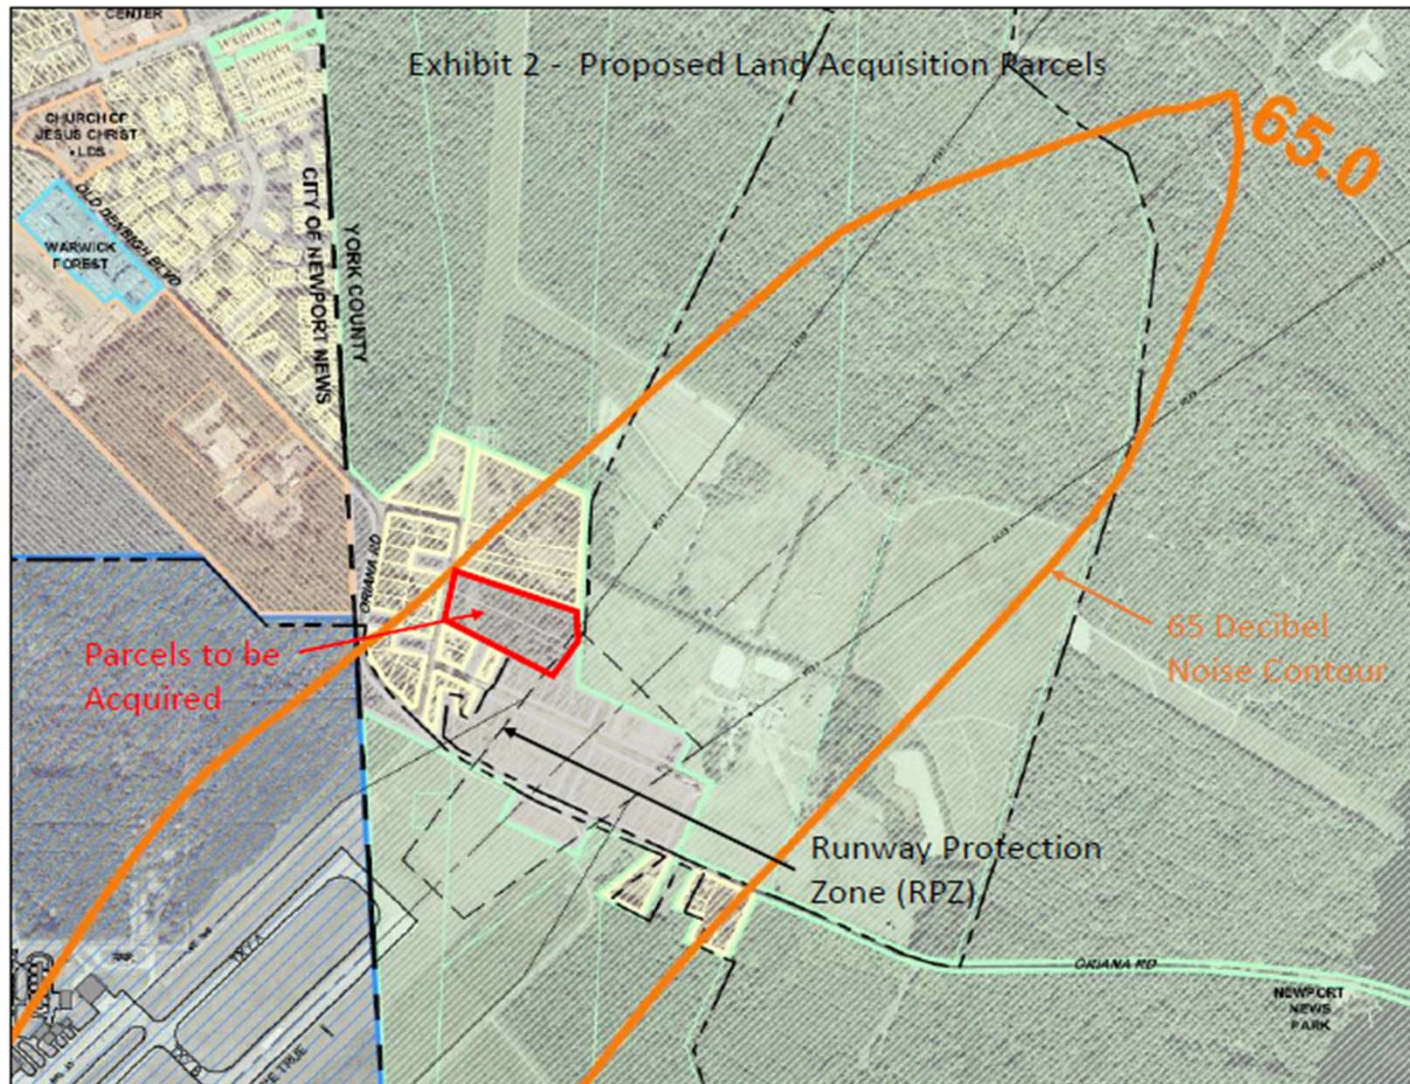 CENTER
Exhibit 2 - Proposed Land Acquisition Parcels
65.0
CHURCH OF
JESUS CHRIST
LDS
OLD DENBIGH BLVD
WARWICK
FOREST
CITY OF NEWPORT NEWS
YORK COUNTY
ORIANA RD
Parcels to be
Acquired
65 Decibel
Noise Contour
Runway Protection
Zone (RPZ)
ORIANA RD
NEWPORT
NEWS
PARK